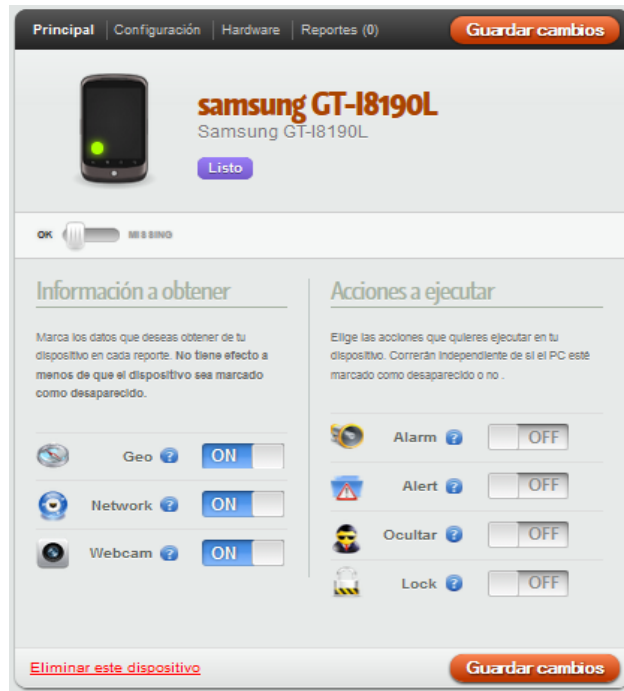 Principal
Configuración
Hardware
Reportes (0)
Guardar cambios
samsung GT-I8190L
Samsung GT-I8190L
Listo
OK
MISSING
Información a obtener
Marca los datos que deseas obtener de tu
dispositivo en cada reporte. No tiene efecto a
menos de que el dispositivo sea marcado
como desaparecido.
Geo ? ON
Network ? ON
Webcam ? ON
Acciones a ejecutar
Elige las acciones que quieres ejecutar en tu
dispositivo. Correrán independiente de si el PC esté
marcado como desaparecido o no .
Alarm ? OFF
Alert ? OFF
Ocultar ? OFF
Lock ? OFF
Eliminar este dispositivo
Guardar cambios